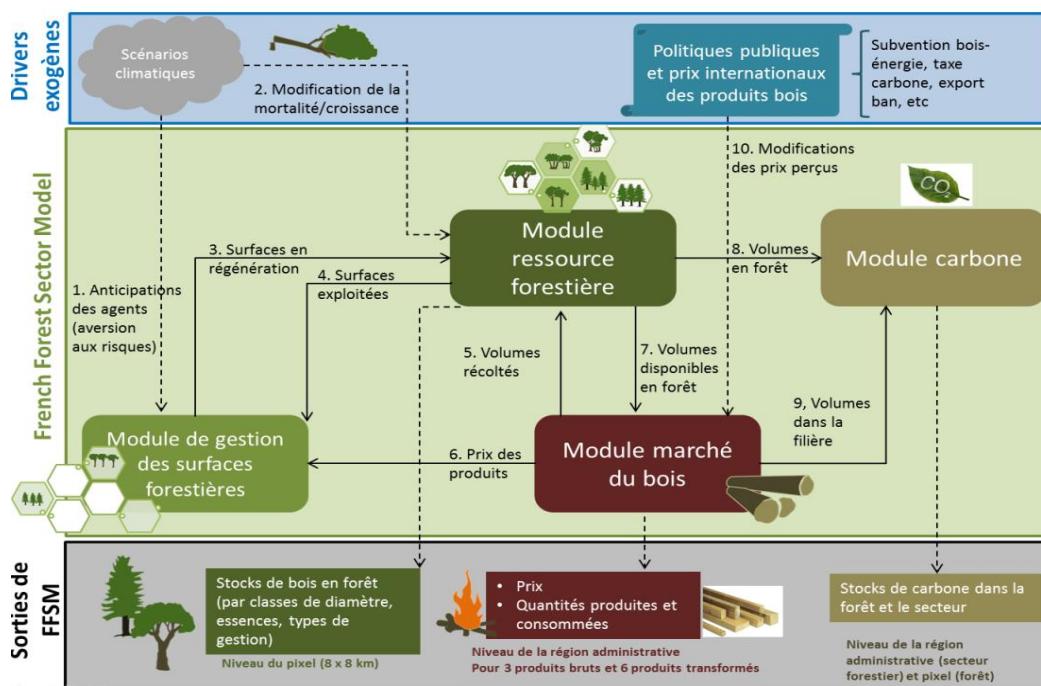 Drivers
exogènes
Scénarios
climatiques
2. Modification de la
mortalité/croissance
Politiques publiques
et prix internationaux
des produits bois
Subvention bois-
énergie, taxe
carbone, export
ban, etc
French Forest Sector Model
10. Modifications
des prix perçus
CO2
Module
ressource
forestière
Module carbone
3. Surfaces en
régénération
4. Surfaces
exploitées
8. Volumes
en forêt
1. Anticipations
des agents
(aversion
aux risques)
5. Volumes
récoltés
7. Volumes
disponibles
en forêt
9, Volumes
dans la
filière
Module de gestion
des surfaces
forestières
6. Prix des
produits
Module marché
du bois
Sorties de
FFSM
Stocks de bois en forêt
(par classes de diamètre,
essences, types de
gestion)
Niveau du pixel (8 x 8 km)
• Prix
• Quantités produites et
consommées
Niveau de la région administrative
Pour 3 produits bruts et 6 produits transformés
Stocks de carbone dans la
forêt et le secteur
Niveau de la région
administrative (secteur
forestier) et pixel (forêt)